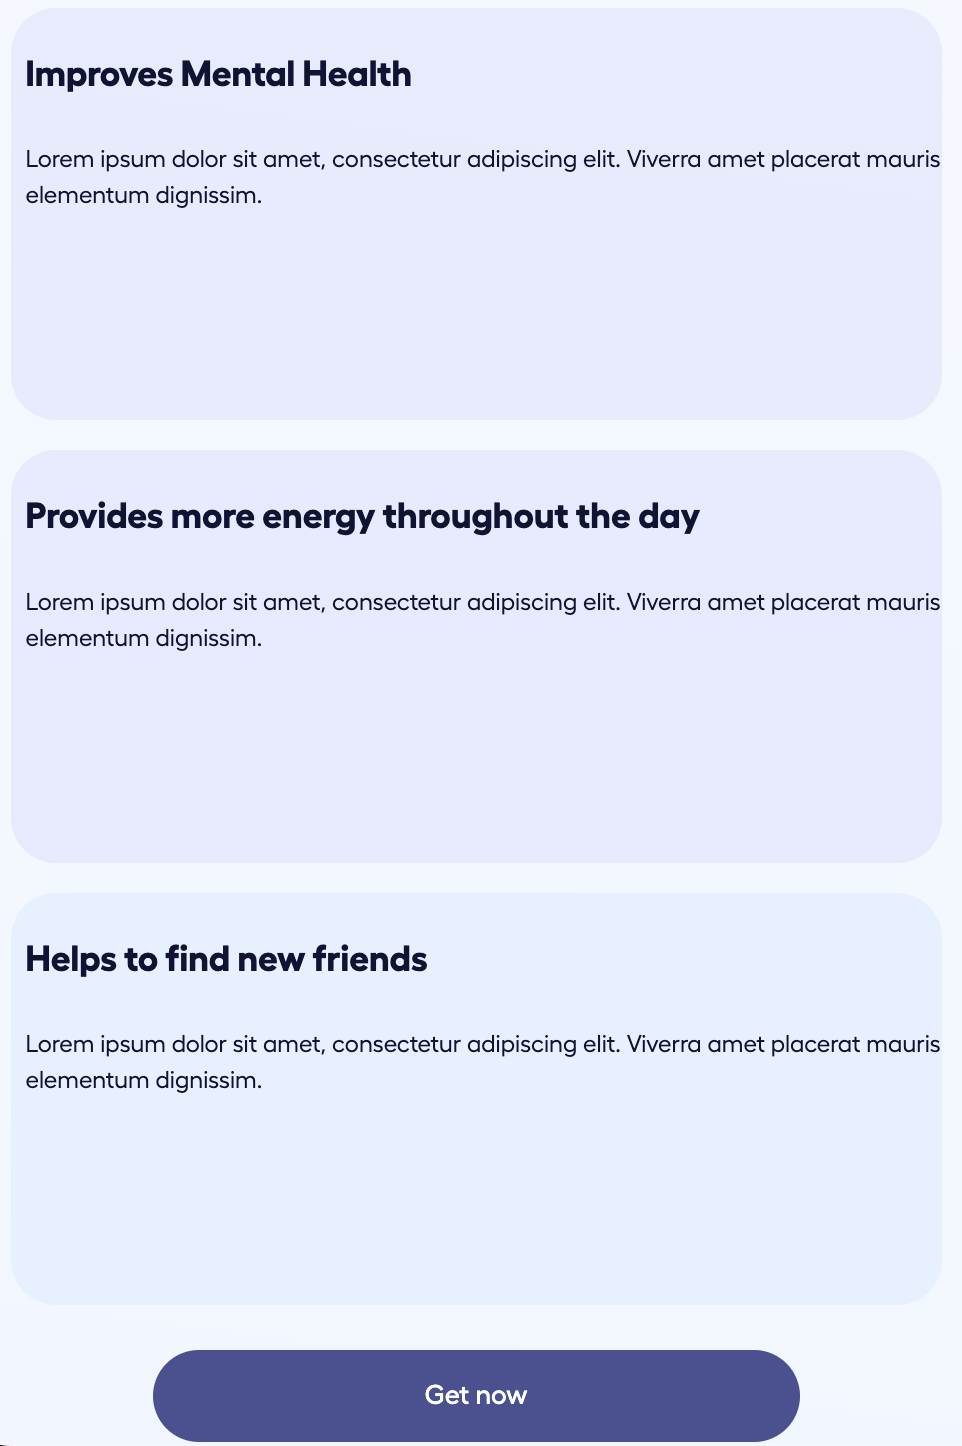 Improves Mental Health
Lorem ipsum dolor sit amet, consectetur adipiscing elit. Viverra amet placerat mauris
elementum dignissim.
Provides more energy throughout the day
Lorem ipsum dolor sit amet, consectetur adipiscing elit. Viverra amet placerat mauris
elementum dignissim.
Helps to find new friends
Lorem ipsum dolor sit amet, consectetur adipiscing elit. Viverra amet placerat mauris
elementum dignissim.
Get now